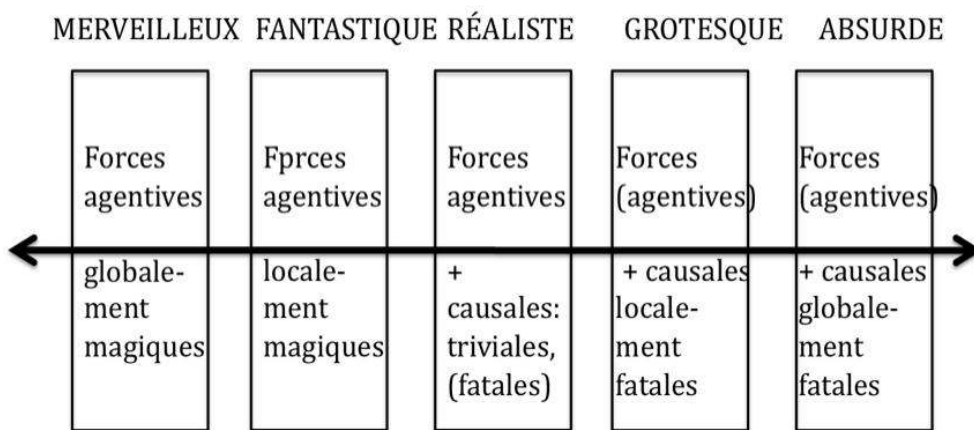 MERVEILLEUX FANTASTIQUE RÉALISTE GROTESQUE ABSURDE
Forces
agentives
globale-
ment
magiques
Fprces
agentives
locale-
ment
magiques
Forces
agentives
+
causales:
triviales,
(fatales)
Forces
(agentives)
+ causales
locale-
ment
fatales
Forces
(agentives)
+ causales
globale-
ment
fatales